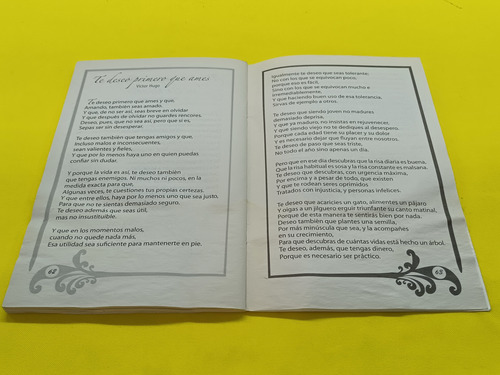 Te deseo primero que ames
Victor Hugo
Te deseo primero que ames y que,
Amando, también seas amado.
Y que, de no ser así, seas breve en olvidar
Y que después de olvidar no guardes rencores.
Deseo, pues, que no sea así, pero que si es,
Sepas ser sin desesperar.
Te deseo también que tengas amigos y que,
Incluso malos e inconsecuentes,
sean valientes y fieles,
Y que por lo menos haya uno en quien puedas
confiar sin dudar.
Y porque la vida es así, te deseo también
que tengas enemigos. Ni muchos ni pocos, en la
medida exacta para que,
Algunas veces, te cuestiones tus propias certezas.
Y que entre ellos, haya por lo menos uno que sea justo,
Para que no te sientas demasiado seguro.
Te deseo además que seas útil,
mas no insustituible.
Y que en los momentos malos,
cuando no quede nada más,
Esa utilidad sea suficiente para mantenerte en pie.
62
Igualmente te deseo que seas tolerante;
No con los que se equivocan poco,
porque eso es fácil,
Sino con los que se equivocan mucho e
irremediablemente,
Y que haciendo buen uso de esa tolerancia,
Sirvas de ejemplo a otros.
Te deseo que siendo joven no madures
demasiado deprisa,
Y que ya maduro, no insistas en rejuvenecer,
Y que siendo viejo no te dediques al desespero.
Porque cada edad tiene su placer y su dolor
Y es necesario dejar que fluyan entre nosotros.
Te deseo de paso que seas triste.
No todo el año sino apenas un día.
Pero que en ese día descubras que la risa diaria es buena,
Que la risa habitual es sosa y la risa constante es malsana.
Te deseo que descubras, con urgencia máxima,
Por encima y a pesar de todo, que existen
Y que te rodean seres oprimidos
Tratados con injusticia, y personas infelices.
Te deseo que acaricies un gato, alimentes un pájaro
Y oigas a un jilguero erguir triunfante su canto matinal,
Porque de esta manera te sentirás bien por nada.
Deseo también que plantes una semilla,
Por más minúscula que sea, y la acompañes
en su crecimiento,
Para que descubras de cuántas vidas está hecho un árbol.
Te deseo, además, que tengas dinero,
Porque es necesario ser práctico.
63